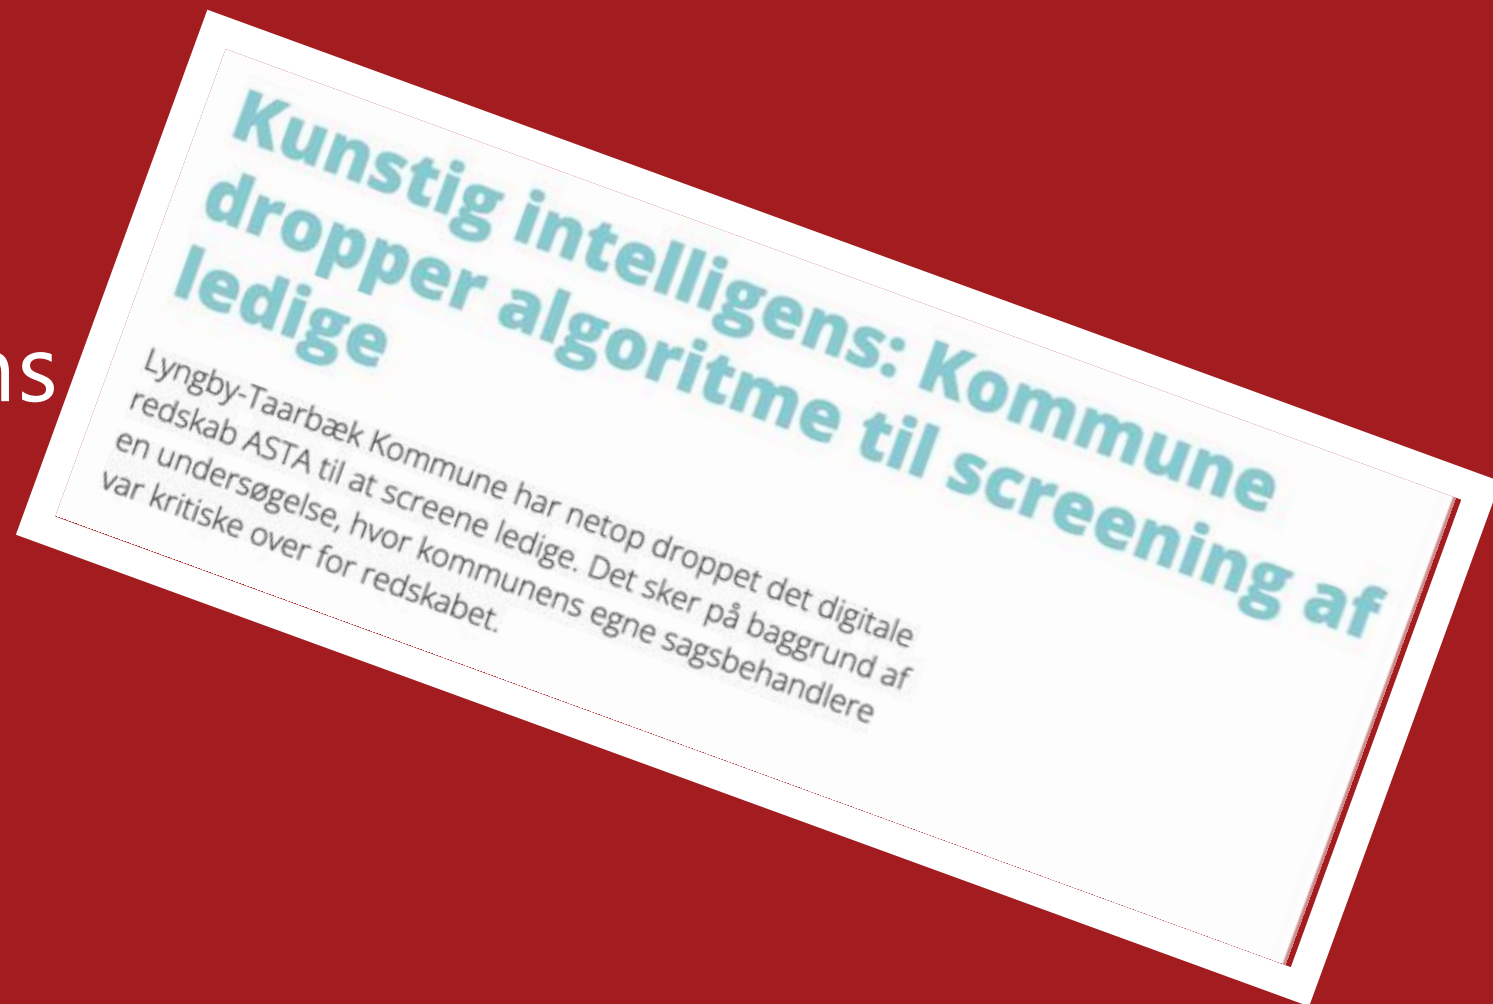 Kunstig intelligens: Kommune
dropper algoritme til screening af
ledige
Lyngby-Taarbæk Kommune har netop droppet det digitale
redskab ASTA til at screene ledige. Det sker på baggrund af
en undersøgelse, hvor kommunens egne sagsbehandlere
var kritiske over for redskabet.